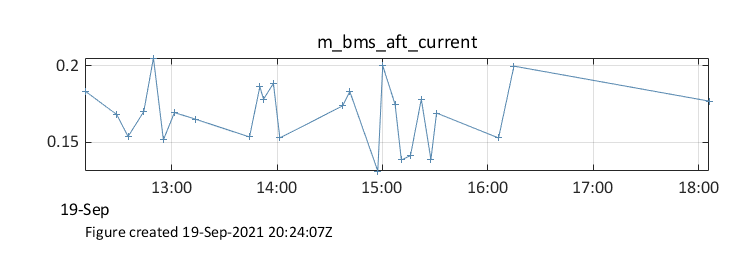 m_bms_aft_current
0.2
0.15
13:00 14:00 15:00 16:00 17:00 18:00
19-Sep
Figure created 19-Sep-2021 20:24:07Z